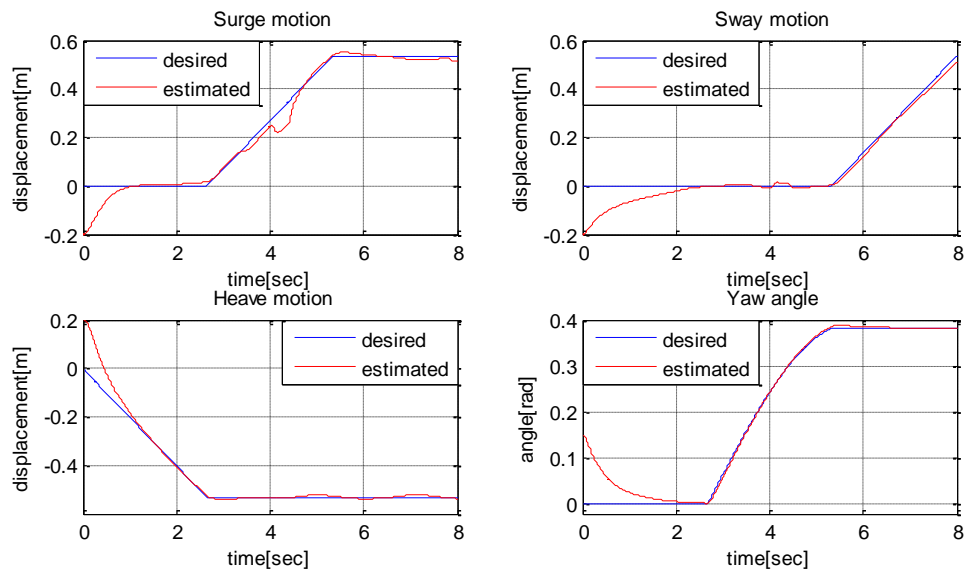 Surge motion
0.6
0.4
0.2
0
-0.2
displacement[m]
desired
estimated
0 2 4 6 8
time[sec]
Sway motion
0.6
0.4
0.2
0
-0.2
displacement[m]
desired
estimated
0 2 4 6 8
time[sec]
Heave motion
0.2
0
-0.2
-0.4
displacement[m]
desired
estimated
0 2 4 6 8
time[sec]
Yaw angle
0.4
0.3
0.2
0.1
0
angle[rad]
desired
estimated
0 2 4 6 8
time[sec]